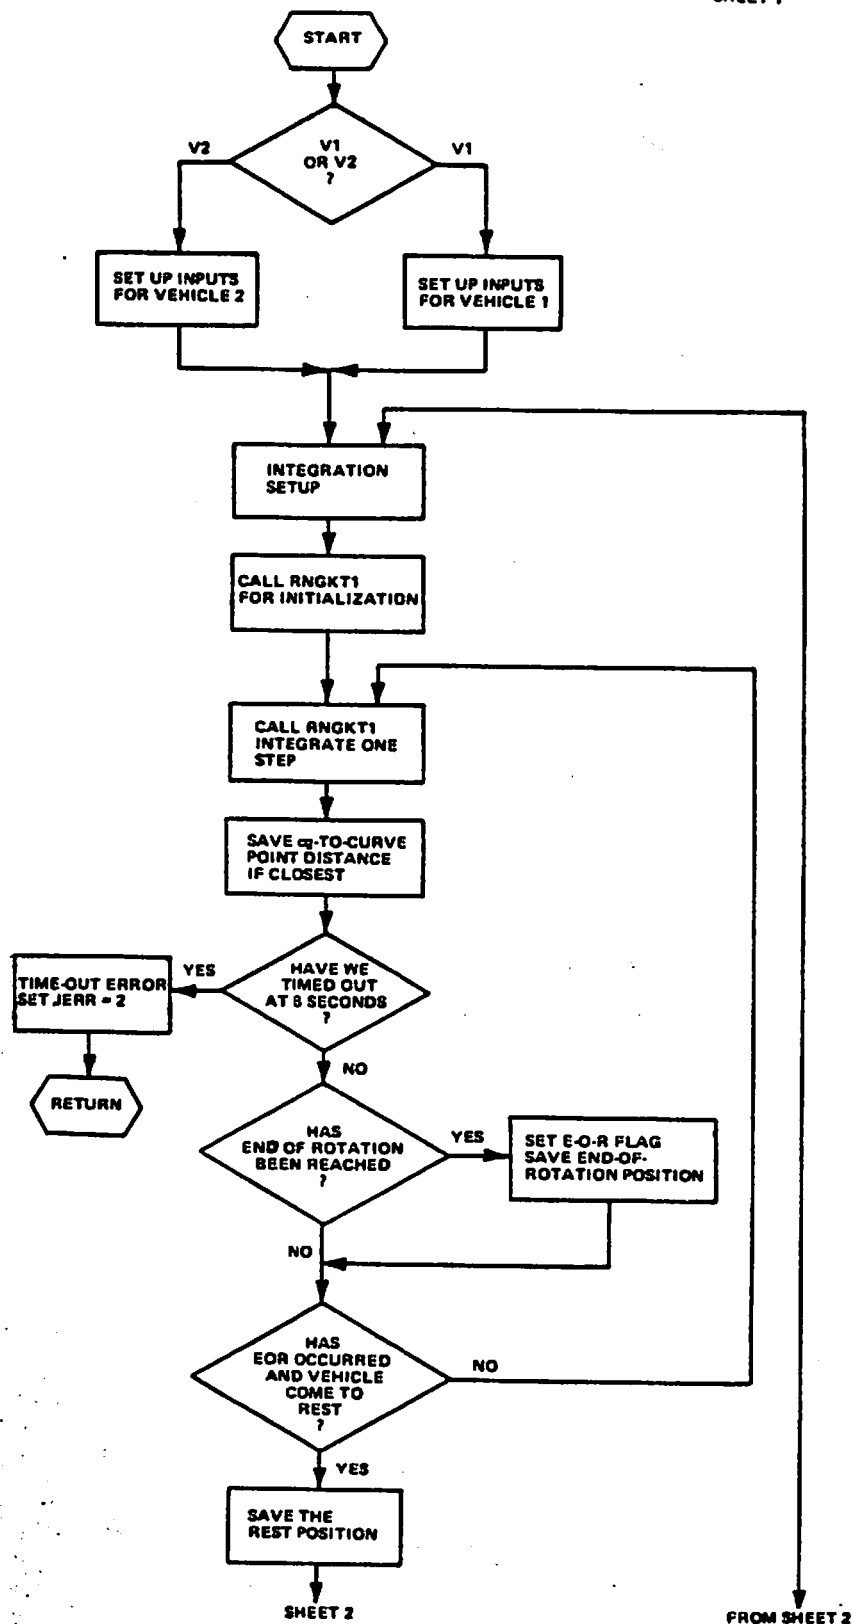 START
V1
OR V2
?
V2
V1
SET UP INPUTS
FOR VEHICLE 2
SET UP INPUTS
FOR VEHICLE 1
INTEGRATION
SETUP
CALL RNGKT1
FOR INITIALIZATION
CALL RNGKT1
INTEGRATE ONE
STEP
SAVE cg-TO-CURVE
POINT DISTANCE
IF CLOSEST
HAVE WE
TIMED OUT
AT 8 SECONDS
?
YES
TIME-OUT ERROR
SET JERR = 2
RETURN
NO
HAS
END OF ROTATION
BEEN REACHED
?
YES
SET E-O-R FLAG
SAVE END-OF-
ROTATION POSITION
NO
HAS
EOR OCCURRED
AND VEHICLE
COME TO
REST
?
NO
YES
SAVE THE
REST POSITION
SHEET 2
FROM SHEET 2